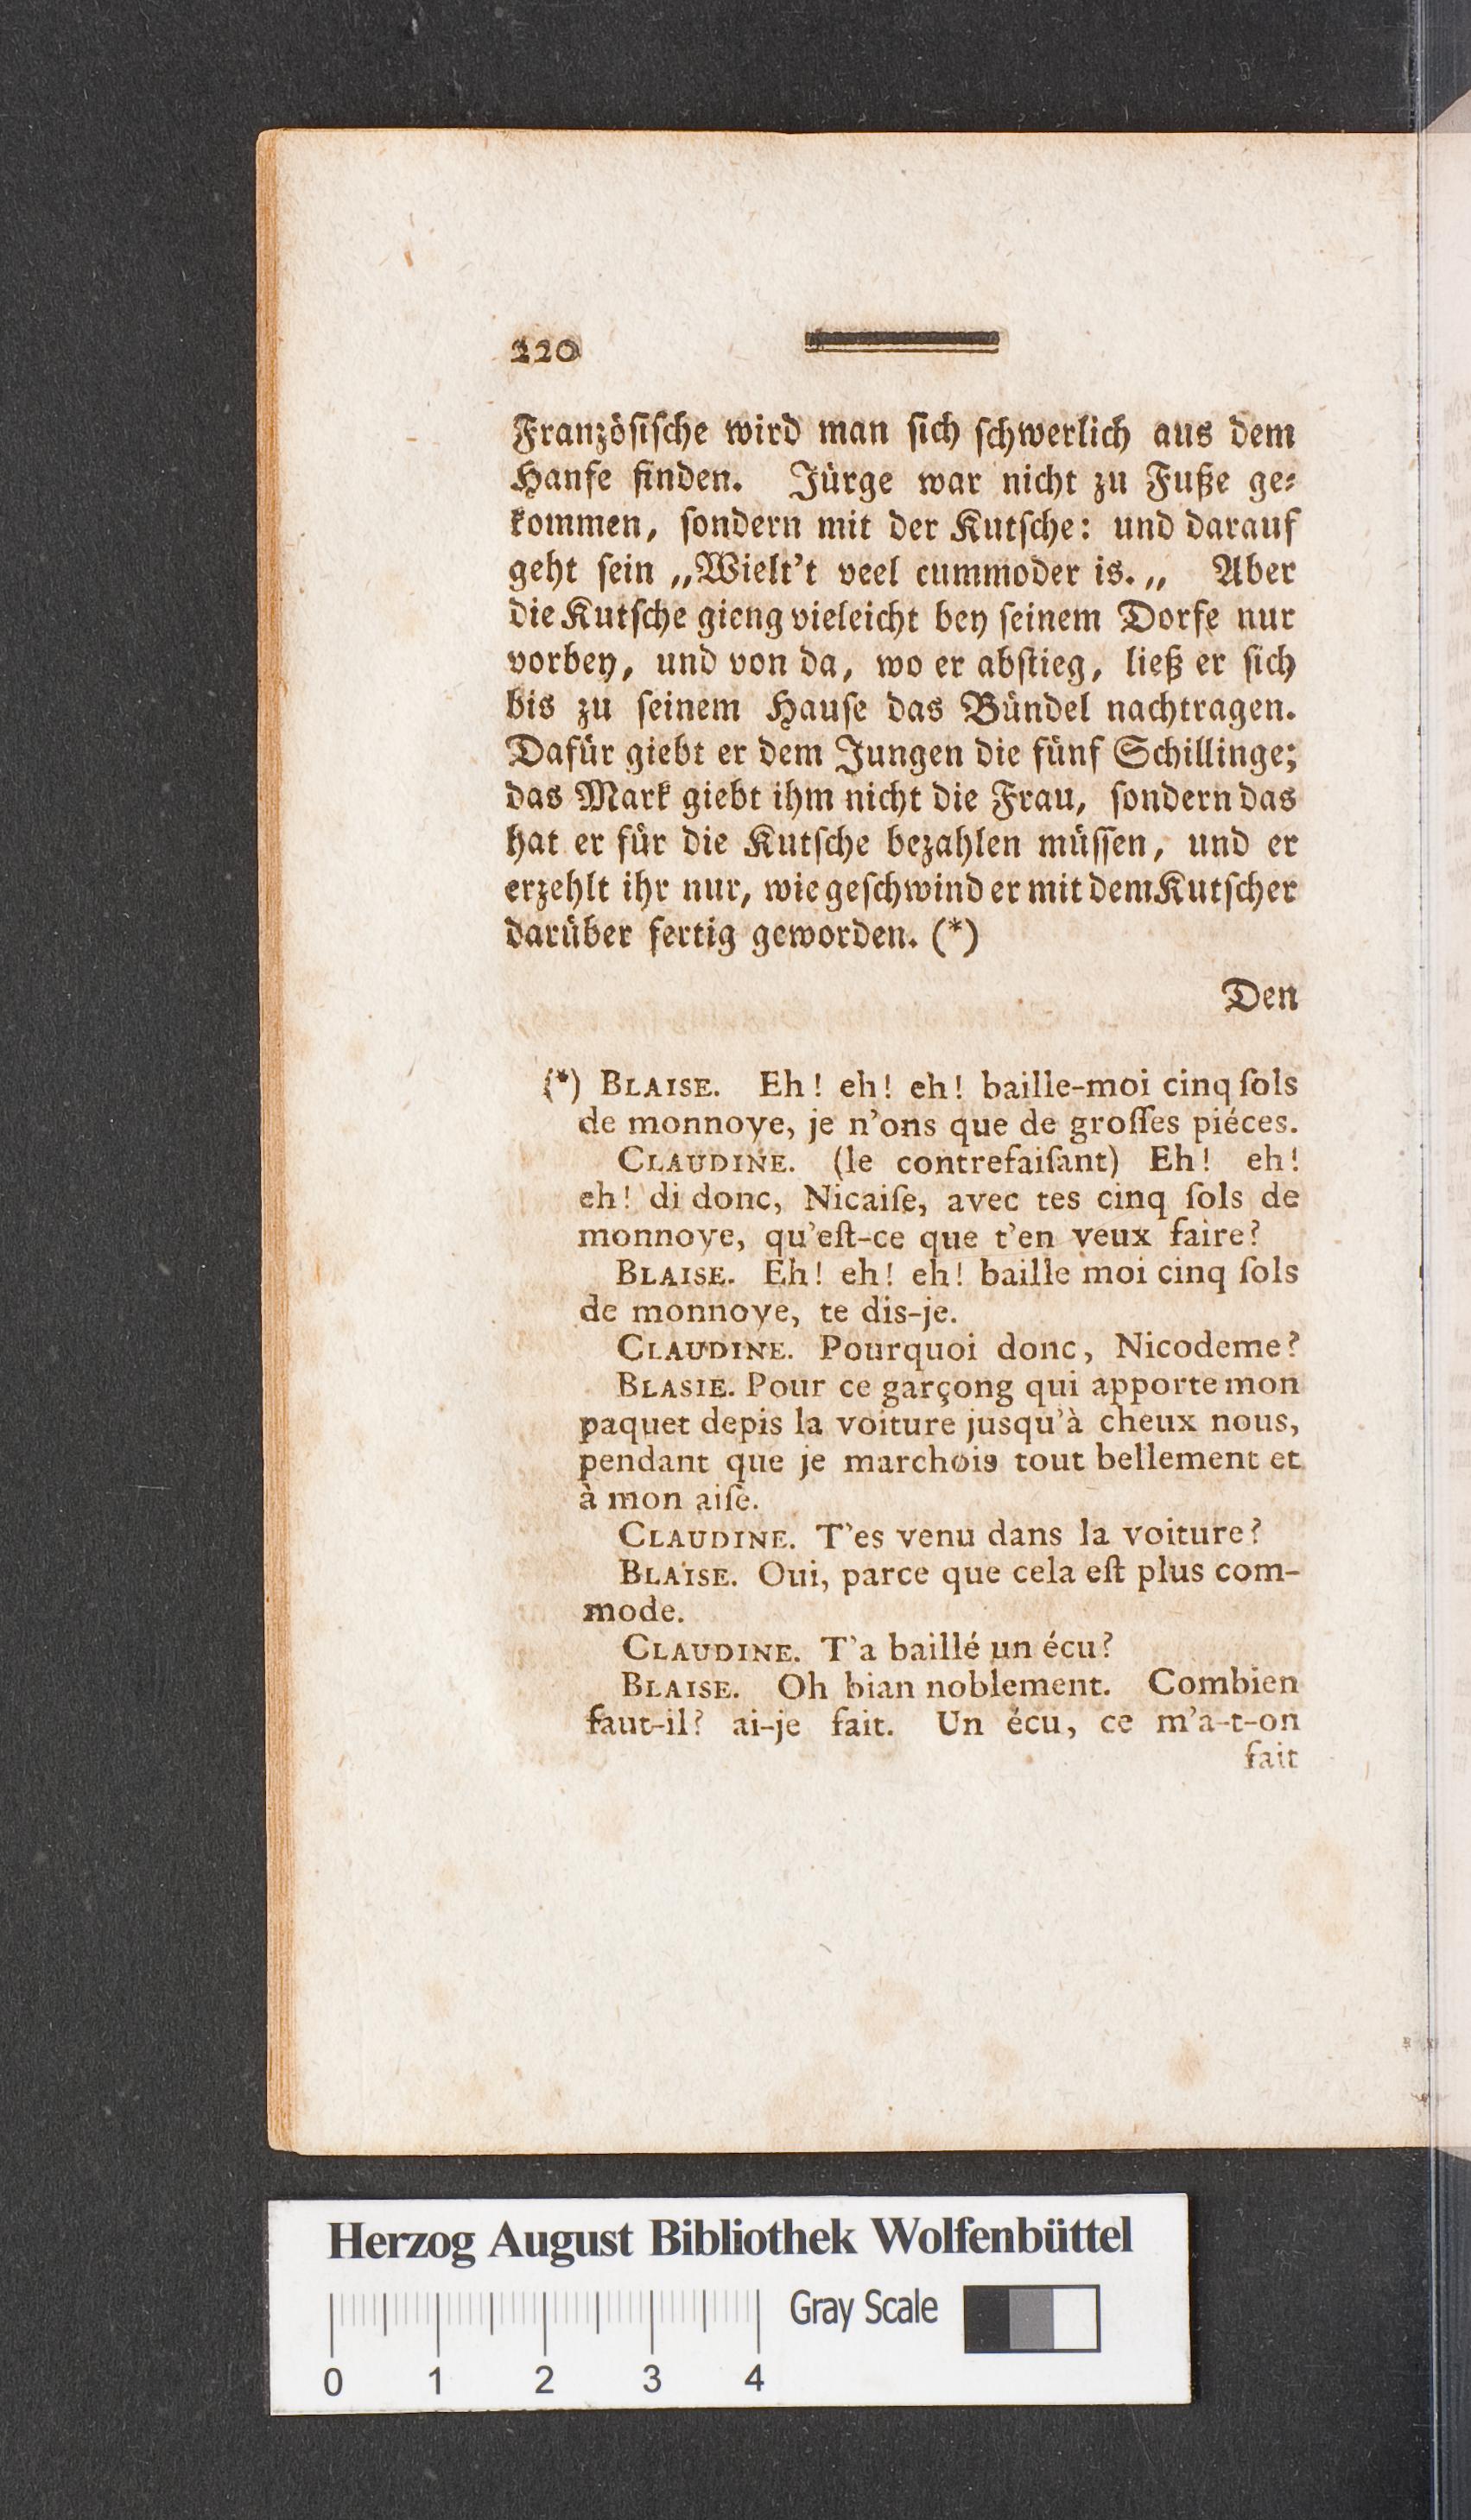 220
Franzöſiſche wird man ſich ſchwerlich aus dem
Hanfe finden. Jürge war nicht zu Fuße ge⸗
kommen, ſondern mit der Kutſche: und darauf
geht ſein „Wielt't veel cummoder is.„ Aber
die Kutſche gieng vieleicht bey ſeinem Dorfe nur
vorbey, und von da, wo er abſtieg, ließ er ſich
bis zu ſeinem Hauſe das Bündel nachtragen.
Dafür giebt er dem Jungen die fünf Schillinge;
das Mark giebt ihm nicht die Frau, ſondern das
hat er für die Kutſche bezahlen müſſen, und er
erzehlt ihr nur, wie geſchwind er mit dem Kutſcher
darüber fertig geworden. (*)
Den
(*) BLAISE. Eh! eh! eh! baille-moi cinq ſols
de monnoye, je n'ons que de groſſes piéces.
CLAUDINE. (le contrefaiſant) Eh! eh!
eh! di donc, Nicaiſe, avec tes cinq ſols de
monnoye, qu'eſt-ce que t'en veux faire?
BLAISE. Eh! eh! eh! baille moi cinq ſols
de monnoye, te dis-je.
CLAUDINE. Pourquoi donc, Nicodeme?
BLASIE. Pour ce garçong qui apporte mon
paquet depis la voiture jusqu'à cheux nous,
pendant que je marchois tout bellement et
à mon aiſe.
CLAUDINE. T'es venu dans la voiture?
BLAISE. Oui, parce que cela eſt plus com-
mode.
CLAUDINE. T'a baillé un écu?
BLAISE. Oh bian noblement. Combien
faut-il? ai-je fait. Un écu, ce m'a-t-on
fait
Herzog August Bibliothek Wolfenbüttel
Gray Scale
0 1 2 3 4